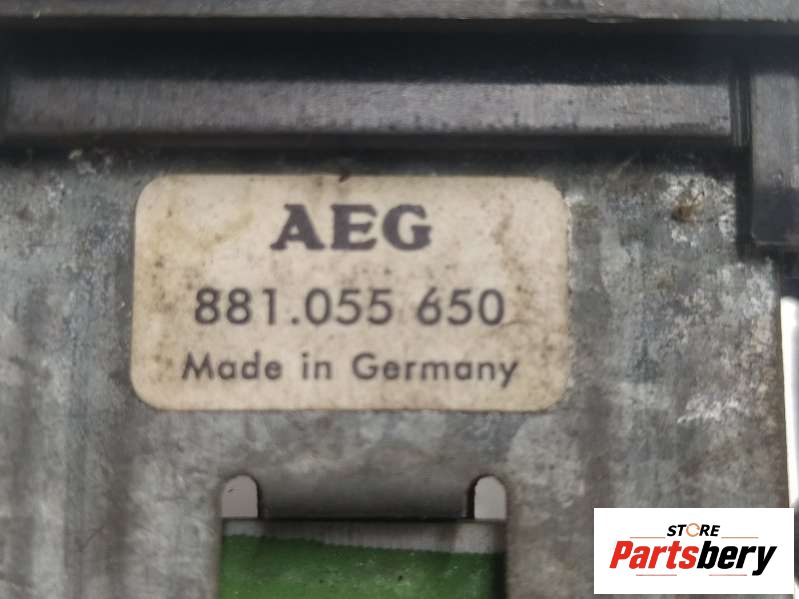 AEG
881.055 650
Made in Germany
STORE
Partsbery